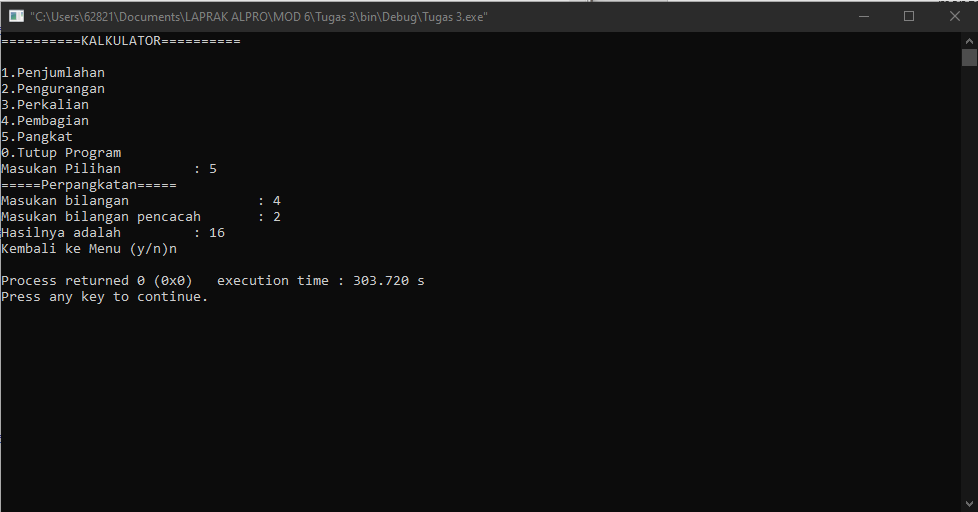 "C:\Users\62821\Documents\LAPRAK ALPRO\MOD 6\Tugas 3\bin\Debug\Tugas 3.exe"
==========KALKULATOR==========
1.Penjumlahan
2.Pengurangan
3.Perkalian
4.Pembagian
5.Pangkat
0.Tutup Program
Masukan Pilihan         : 5
=====Perpangkatan=====
Masukan bilangan                : 4
Masukan bilangan pencacah       : 2
Hasilnya adalah         : 16
Kembali ke Menu (y/n)n
Process returned 0 (0x0)   execution time : 303.720 s
Press any key to continue.